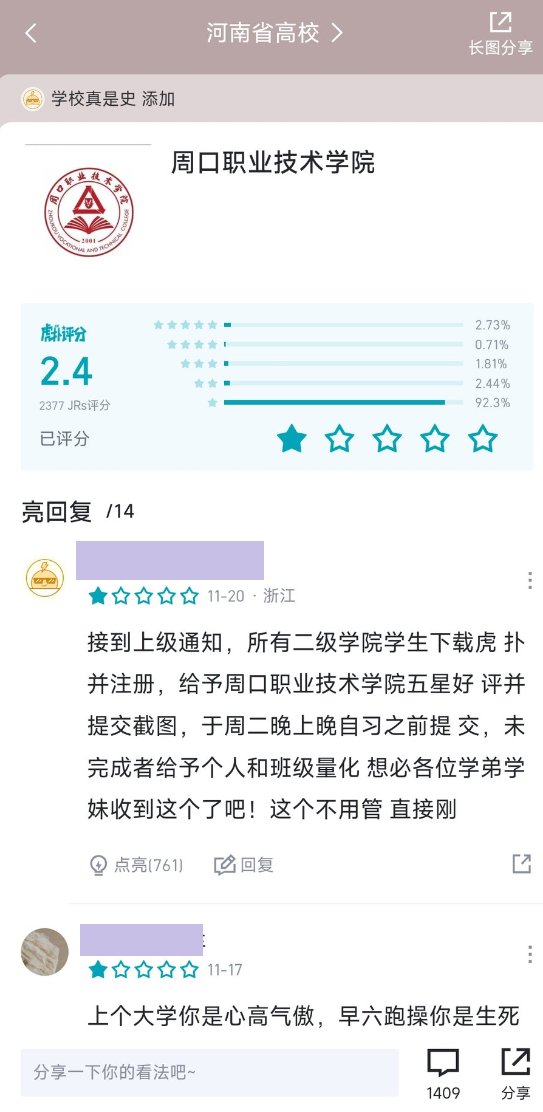 河南省高校
长图分享
学校真是史 添加
周口职业技术学院
周口职业技术学院
ZHOUKOU VOCATIONAL AND TECHNICAL COLLEGE
2001
虎扑评分
2.4
2377 JRs评分
已评分
2.73%
0.71%
1.81%
2.44%
92.3%
亮回复 /14
11-20 · 浙江
接到上级通知，所有二级学院学生下载虎 扑
并注册，给予周口职业技术学院五星好 评并
提交截图，于周二晚上晚自习之前提 交，未
完成者给予个人和班级量化 想必各位学弟学
妹收到这个了吧！这个不用管 直接刚
点亮(761)
回复
11-17
上个大学你是心高气傲，早六跑操你是生死
分享一下你的看法吧~
1409
分享